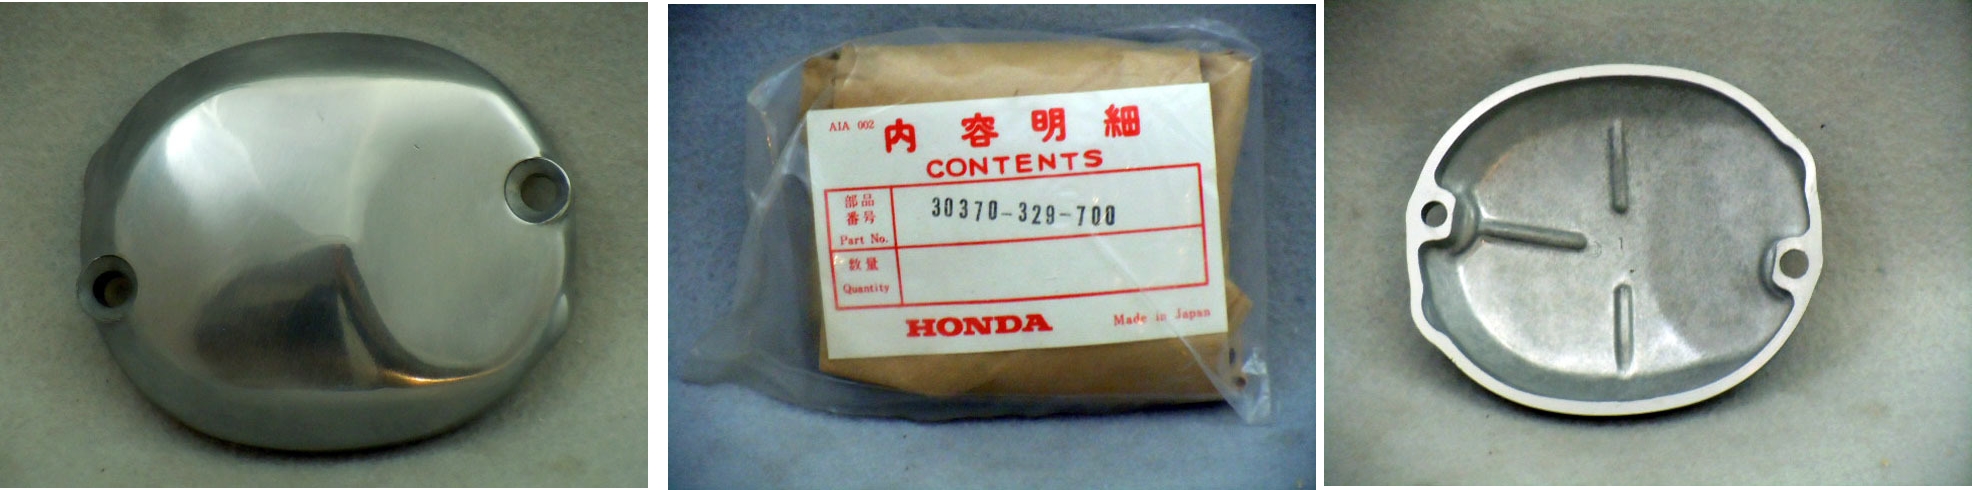 AIA 002
内容明細
CONTENTS
部品
番号
Part No.
30370-329-700
数量
Quantity
HONDA
Made in Japan